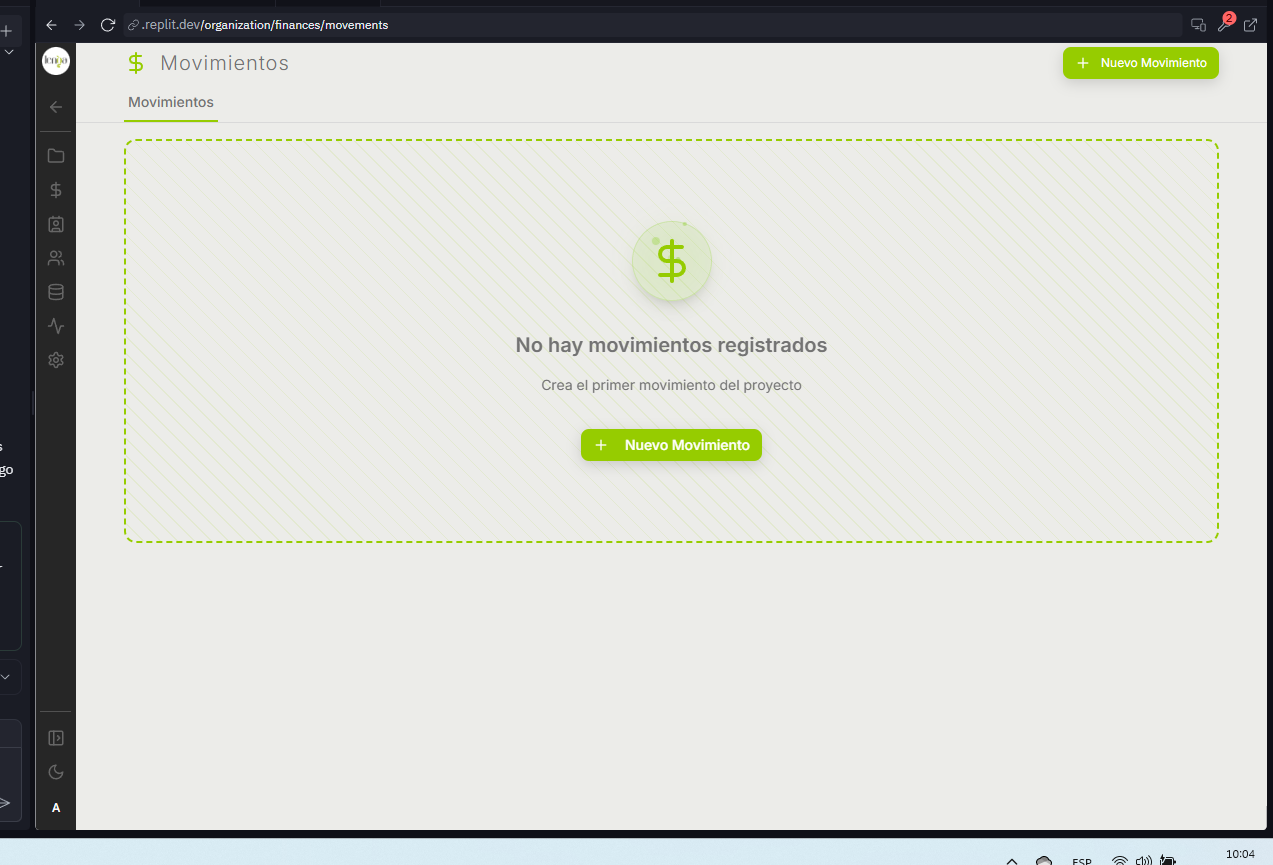 .replit.dev/organization/finances/movements
2
Movimientos
Nuevo Movimiento
Movimientos
No hay movimientos registrados
Crea el primer movimiento del proyecto
Nuevo Movimiento
s
go
A
ESP
10:04